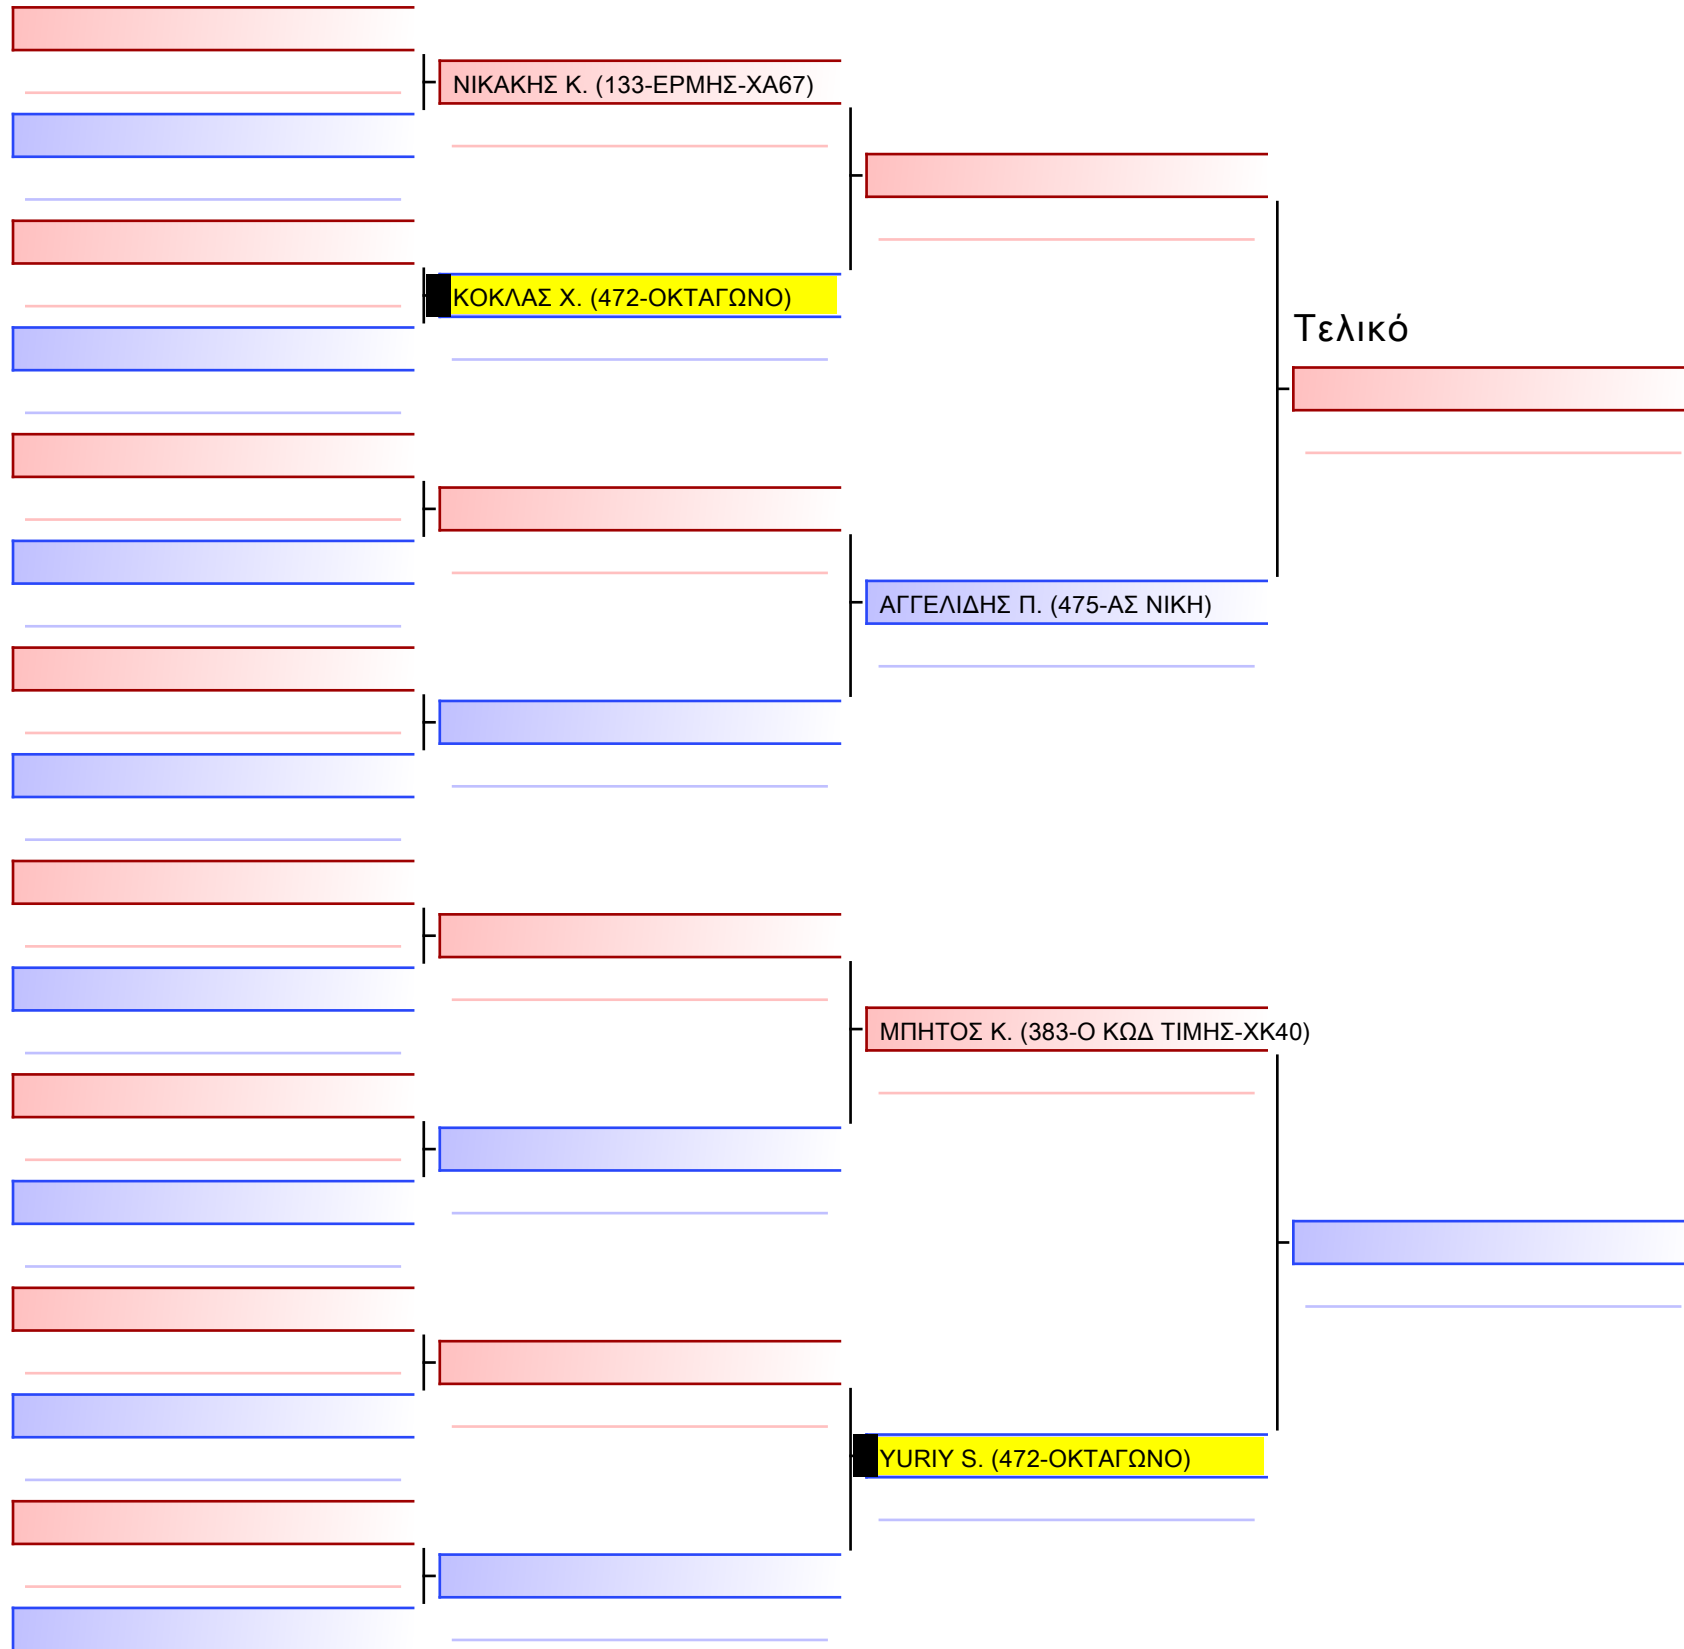 ΝΙΚΑΚΗΣ Κ. (133-ΕΡΜΗΣ-ΧΑ67)
ΚΟΚΛΑΣ Χ. (472-ΟΚΤΑΓΩΝΟ)
Τελικό
ΑΓΓΕΛΙΔΗΣ Π. (475-ΑΣ ΝΙΚΗ)
ΜΠΗΤΟΣ Κ. (383-Ο ΚΩΔ ΤΙΜΗΣ-ΧΚ40)
YURIY S. (472-ΟΚΤΑΓΩΝΟ)